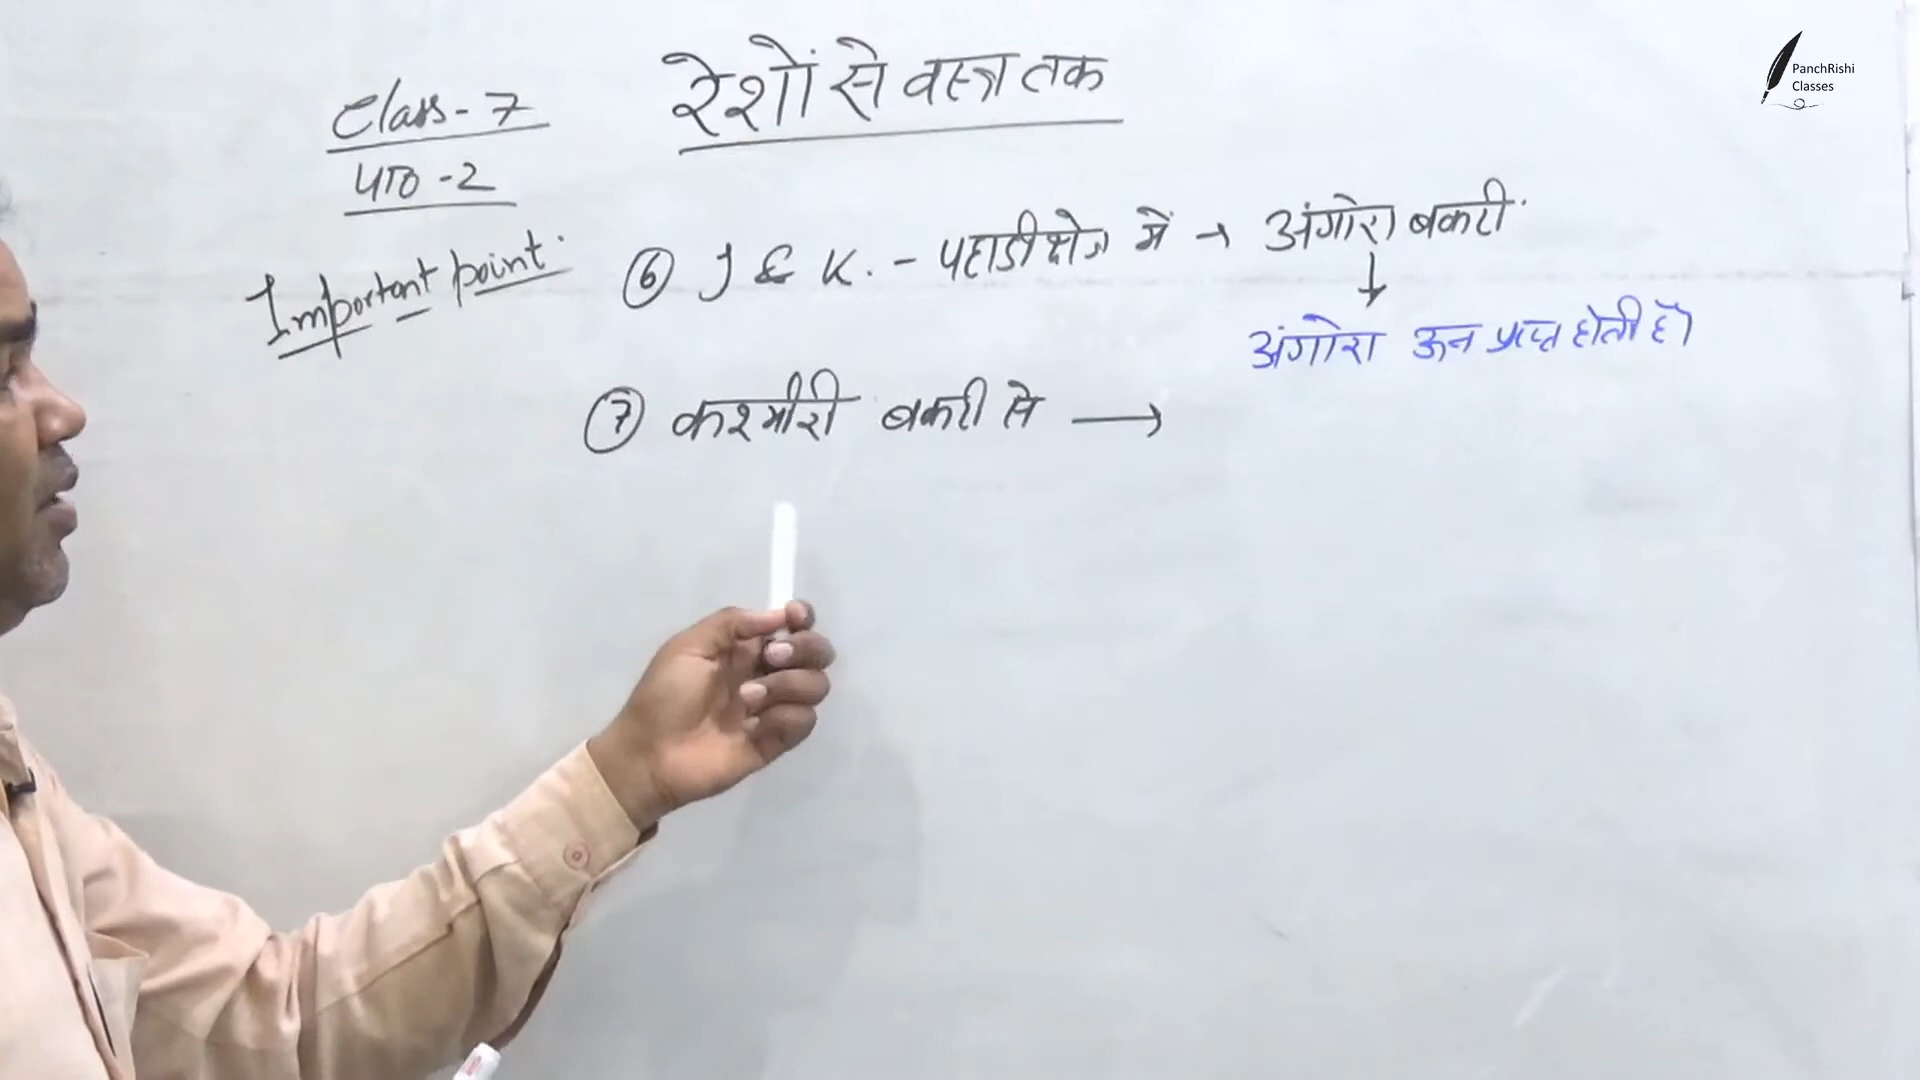 रेशों से वस्त्र तक
Class - 7
पाठ - 2
Important point.
⑥ J & K. - पहाडी क्षेत्र में → अंगोरा बकरी
↓
अंगोरा ऊन प्राप्त होती है।
⑦ कश्मीरी बकरी से →
PanchRishi
Classes